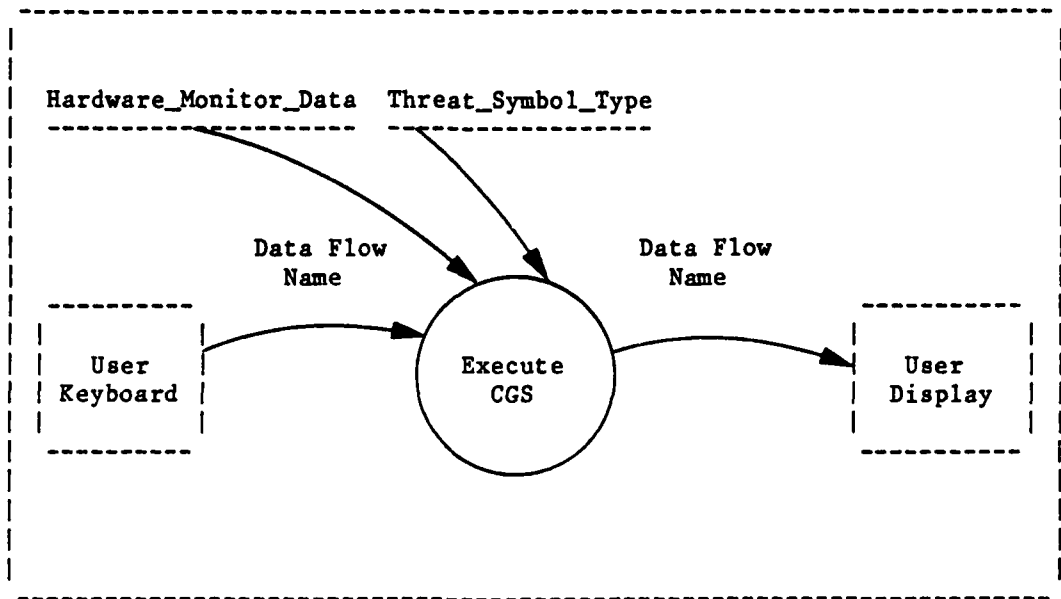 Hardware_Monitor_Data Threat_Symbol_Type
Data Flow
Name
Data Flow
Name
User
Keyboard
Execute
CGS
User
Display